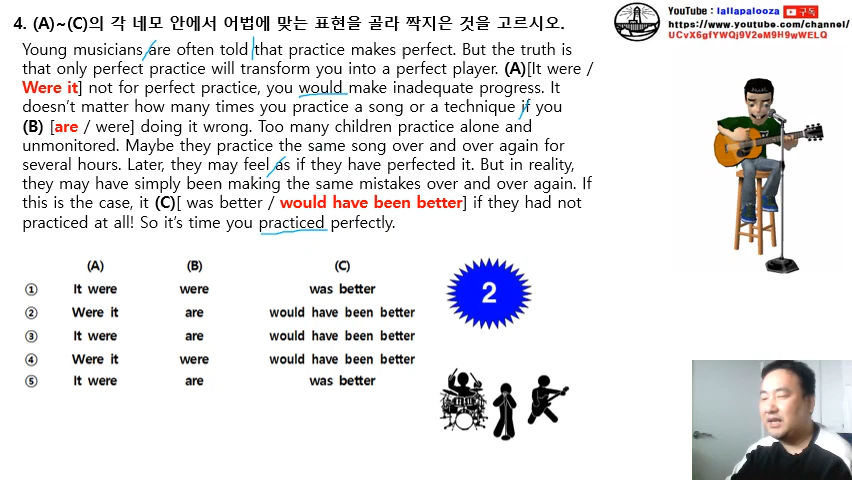 4. (A)~(C)의 각 네모 안에서 어법에 맞는 표현을 골라 짝지은 것을 고르시오.
Young musicians are often told that practice makes perfect. But the truth is
that only perfect practice will transform you into a perfect player. (A)[It were /
Were it] not for perfect practice, you would make inadequate progress. It
doesn't matter how many times you practice a song or a technique if you
(B) [are / were] doing it wrong. Too many children practice alone and
unmonitored. Maybe they practice the same song over and over again for
several hours. Later, they may feel as if they have perfected it. But in reality,
they may have simply been making the same mistakes over and over again. If
this is the case, it (C)[ was better / would have been better] if they had not
practiced at all! So it's time you practiced perfectly.
(A) (B) (C)
① It were were was better
② Were it are would have been better
③ It were are would have been better
④ Were it were would have been better
⑤ It were are was better
2
YouTube : lallapalooza 구독
https://www.youtube.com/channel/
UCvX6gfYWQj9V2eM9H9wWELQ